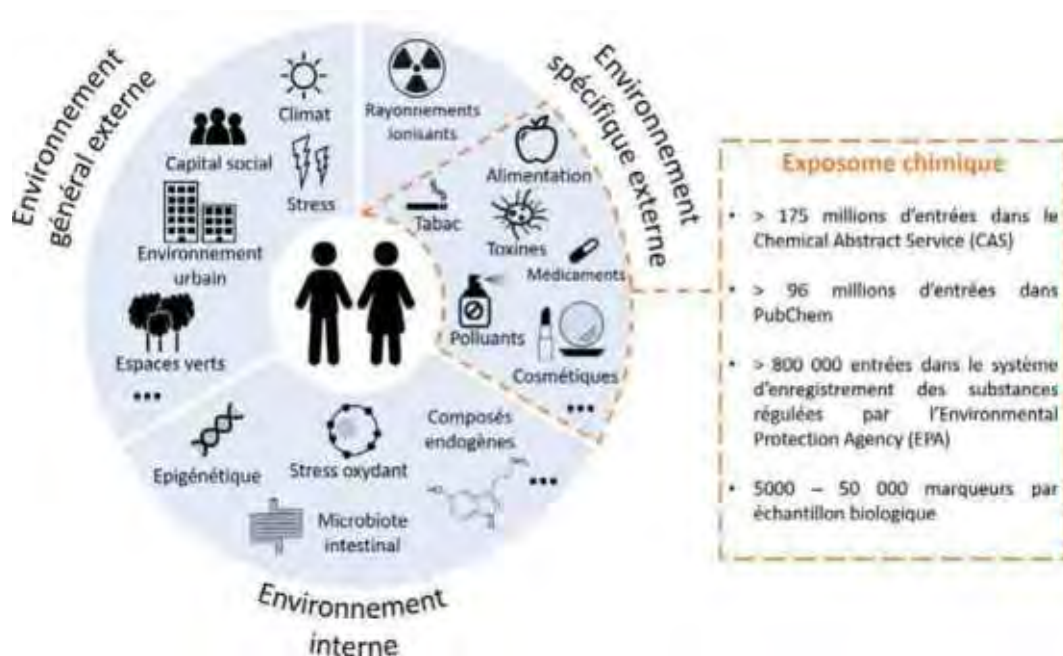 Environnement
général externe
Climat
Capital social
Stress
Environnement
urbain
Espaces verts
...
Rayonnements
ionisants
Environnement
spécifique externe
Alimentation
Tabac
Toxines
Médicaments
Polluants
Cosmétiques
...
Composés
endogènes
Epigénétique
Stress oxydant
...
Microbiote
intestinal
Environnement
interne
Exposome chimique
• > 175 millions d'entrées dans le
Chemical Abstract Service (CAS)
• > 96 millions d'entrées dans
PubChem
• > 800 000 entrées dans le système
d'enregistrement des substances
régulées par l'Environmental
Protection Agency (EPA)
• 5000 – 50 000 marqueurs par
échantillon biologique